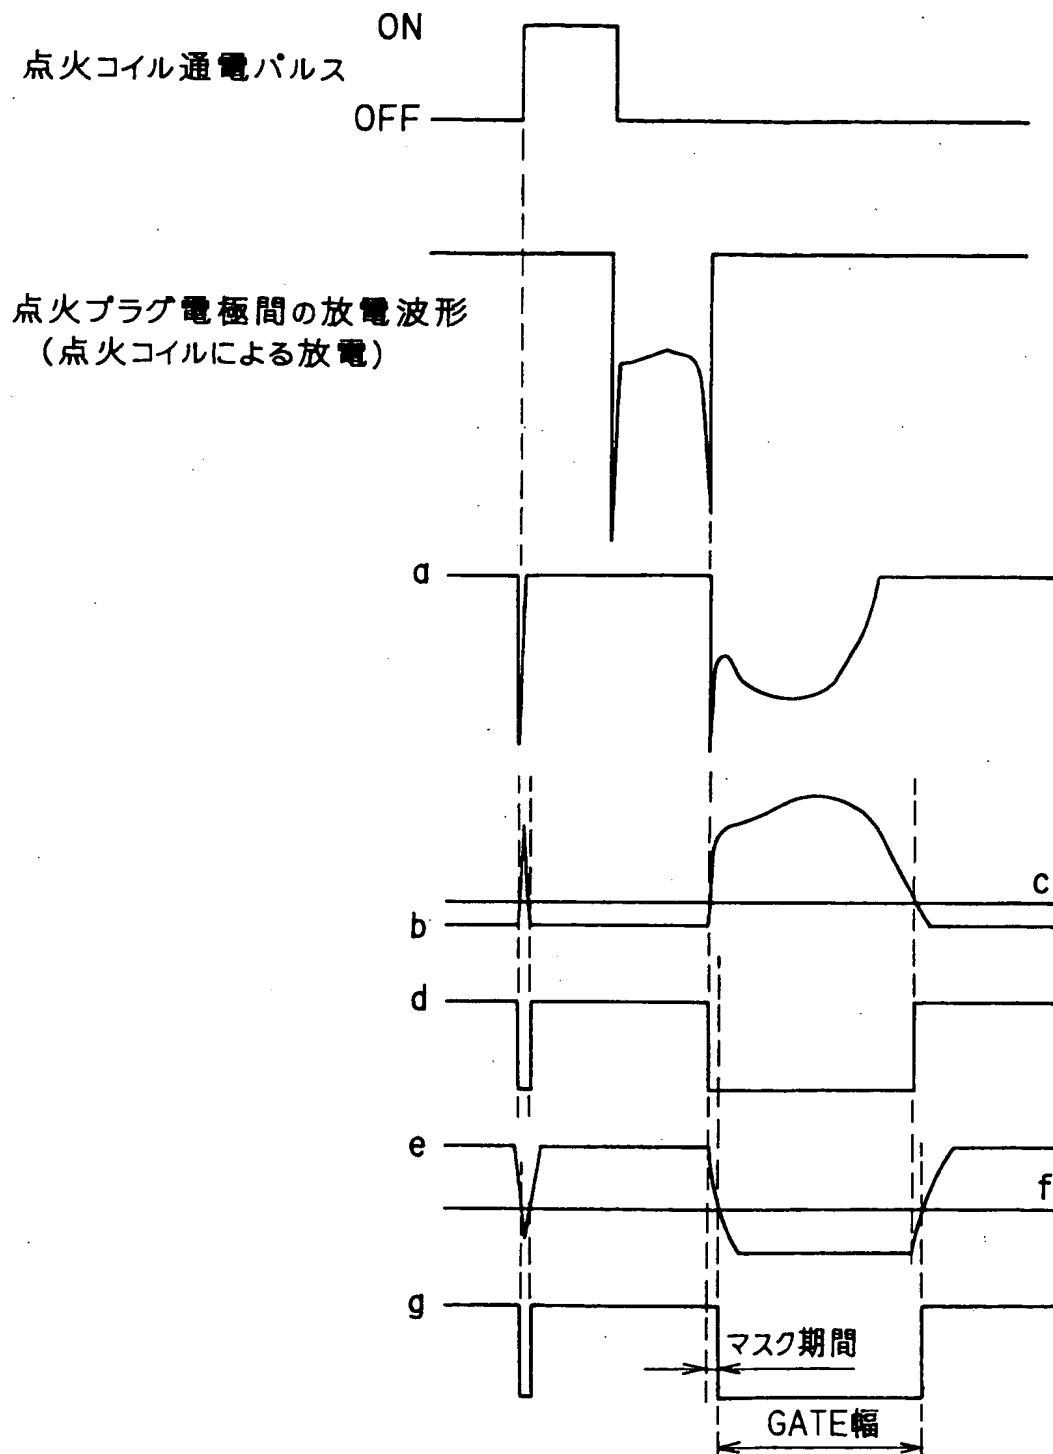 ON
点火コイル通電パルス
OFF
点火プラグ電極間の放電波形
(点火コイルによる放電)
a
c
b
d
e
f
g
マスク期間
GATE幅